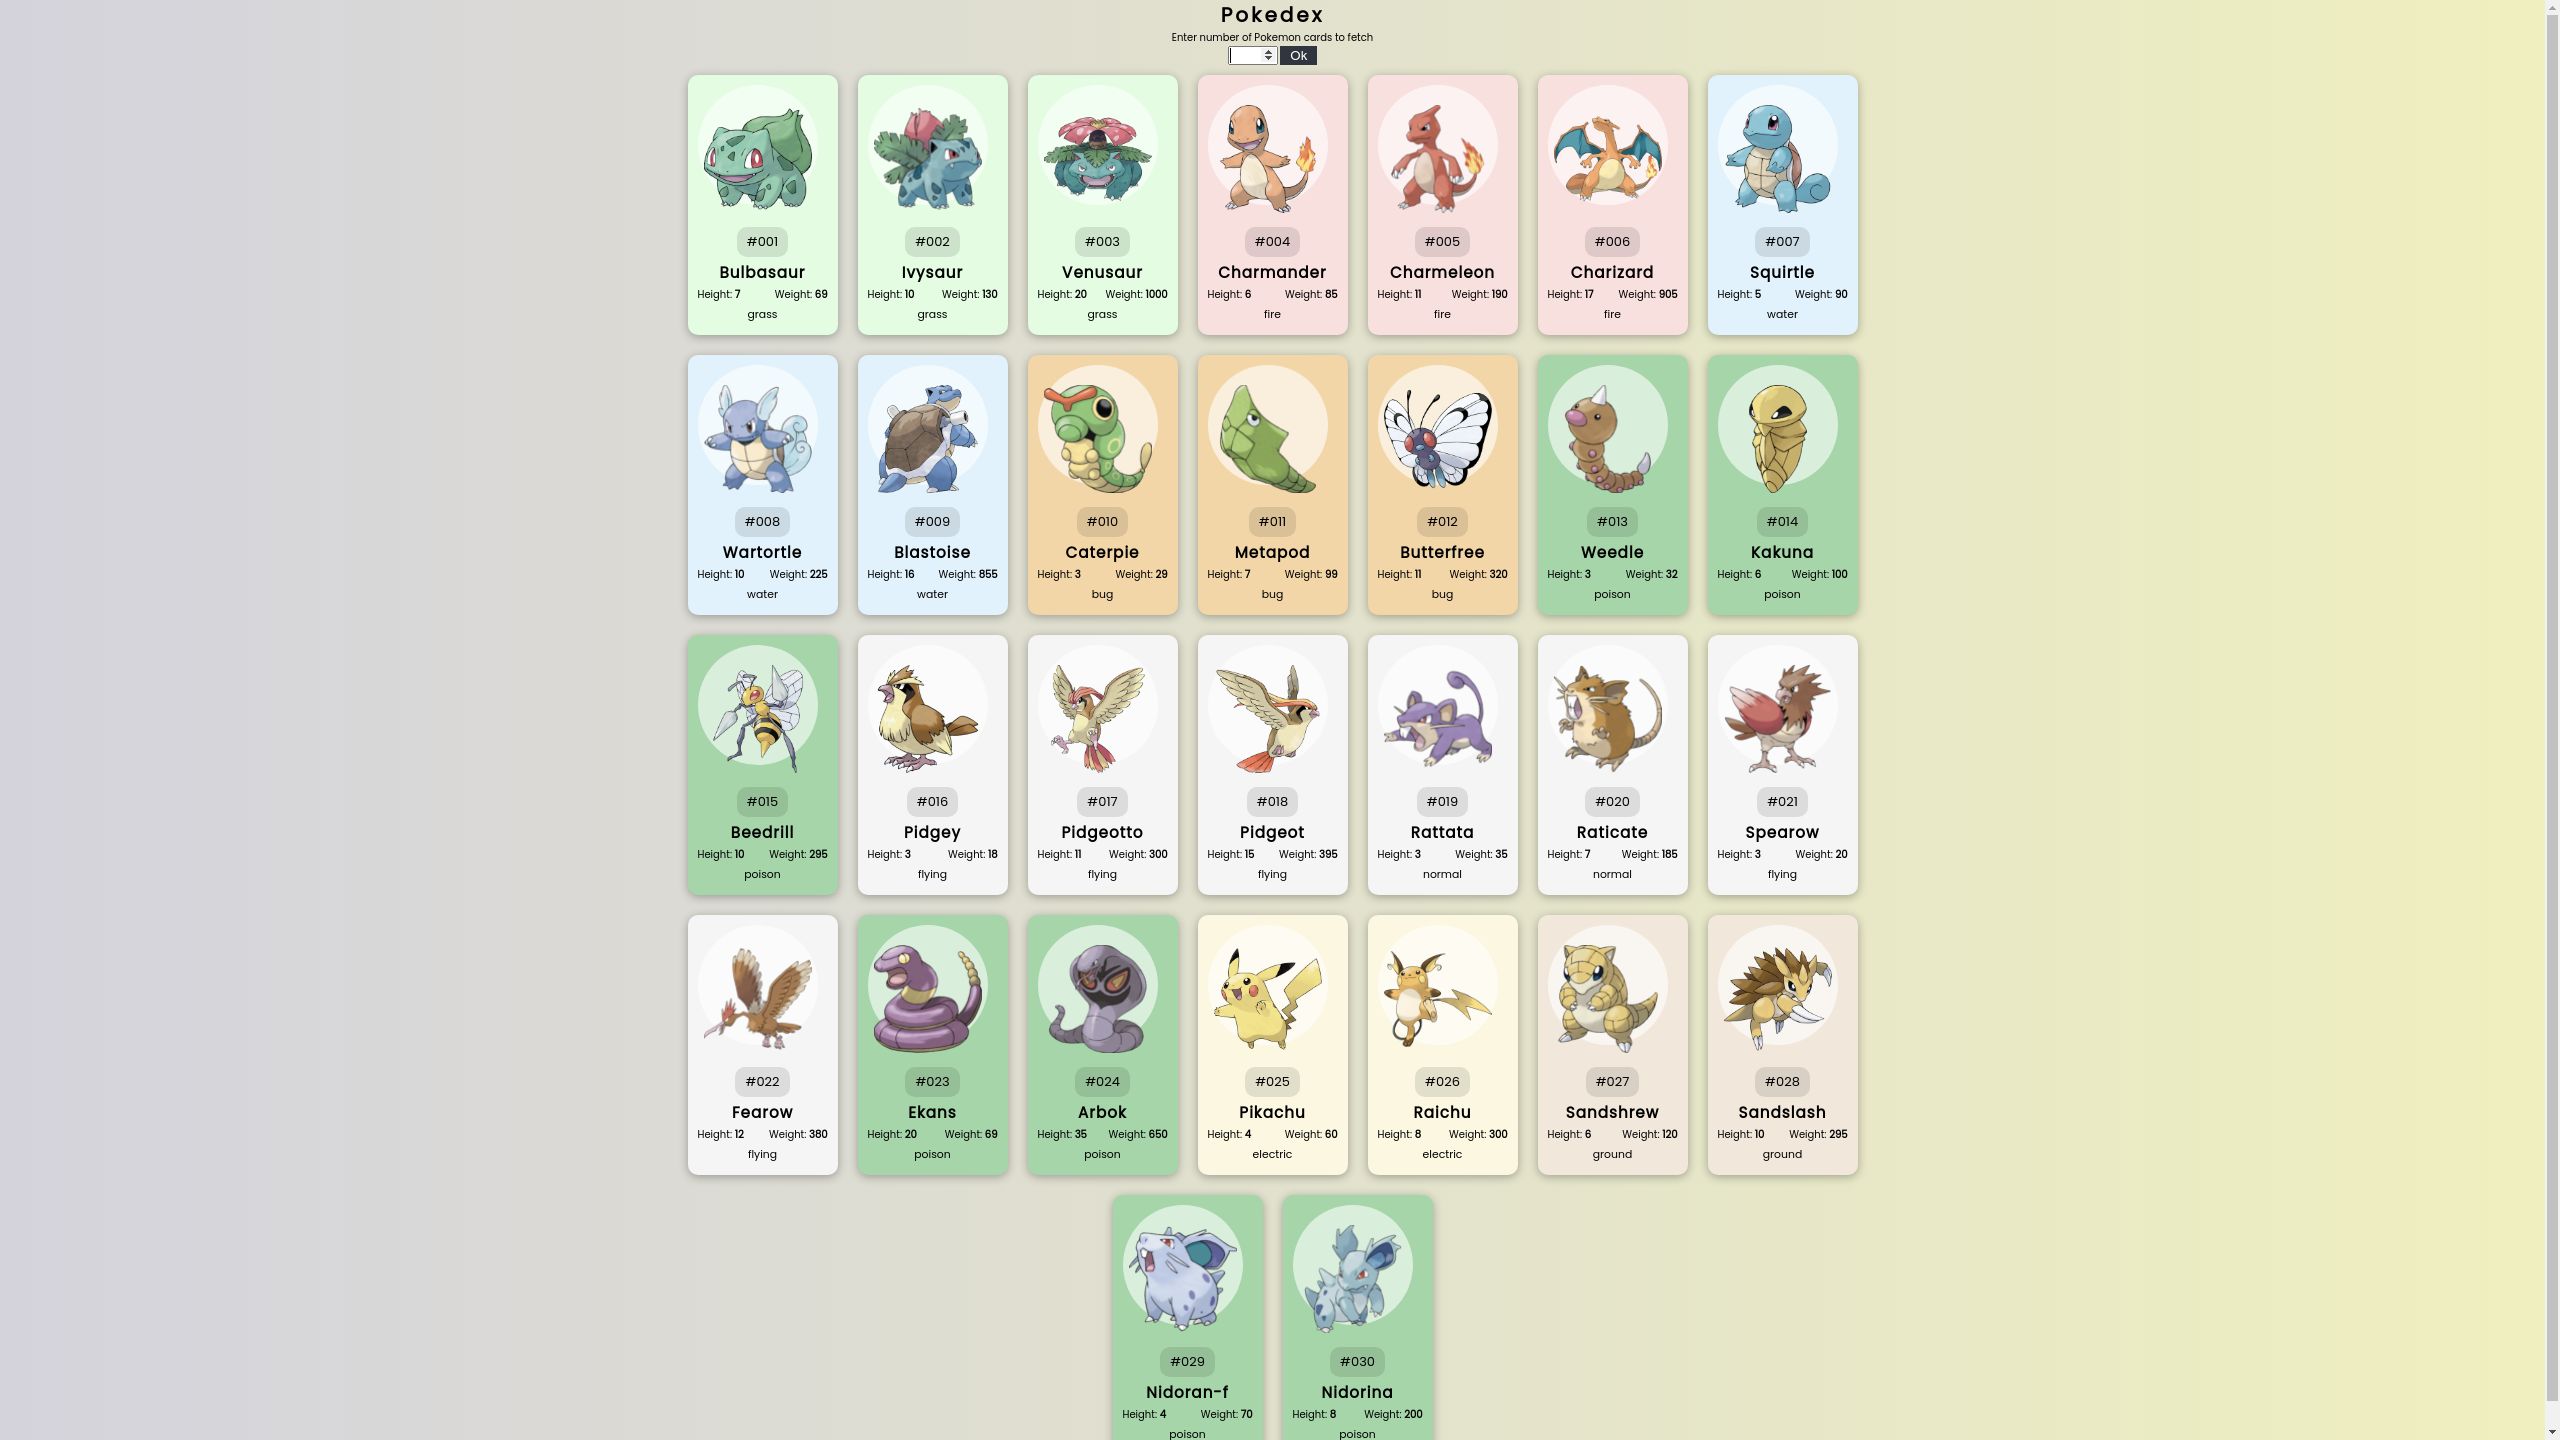 Pokedex
Enter number of Pokemon cards to fetch
Ok
#001
Bulbasaur
Height: 7 Weight: 69
grass
#002
Ivysaur
Height: 10 Weight: 130
grass
#003
Venusaur
Height: 20 Weight: 1000
grass
#004
Charmander
Height: 6 Weight: 85
fire
#005
Charmeleon
Height: 11 Weight: 190
fire
#006
Charizard
Height: 17 Weight: 905
fire
#007
Squirtle
Height: 5 Weight: 90
water
#008
Wartortle
Height: 10 Weight: 225
water
#009
Blastoise
Height: 16 Weight: 855
water
#010
Caterpie
Height: 3 Weight: 29
bug
#011
Metapod
Height: 7 Weight: 99
bug
#012
Butterfree
Height: 11 Weight: 320
bug
#013
Weedle
Height: 3 Weight: 32
poison
#014
Kakuna
Height: 6 Weight: 100
poison
#015
Beedrill
Height: 10 Weight: 295
poison
#016
Pidgey
Height: 3 Weight: 18
flying
#017
Pidgeotto
Height: 11 Weight: 300
flying
#018
Pidgeot
Height: 15 Weight: 395
flying
#019
Rattata
Height: 3 Weight: 35
normal
#020
Raticate
Height: 7 Weight: 185
normal
#021
Spearow
Height: 3 Weight: 20
flying
#022
Fearow
Height: 12 Weight: 380
flying
#023
Ekans
Height: 20 Weight: 69
poison
#024
Arbok
Height: 35 Weight: 650
poison
#025
Pikachu
Height: 4 Weight: 60
electric
#026
Raichu
Height: 8 Weight: 300
electric
#027
Sandshrew
Height: 6 Weight: 120
ground
#028
Sandslash
Height: 10 Weight: 295
ground
#029
Nidoran-f
Height: 4 Weight: 70
poison
#030
Nidorina
Height: 8 Weight: 200
poison